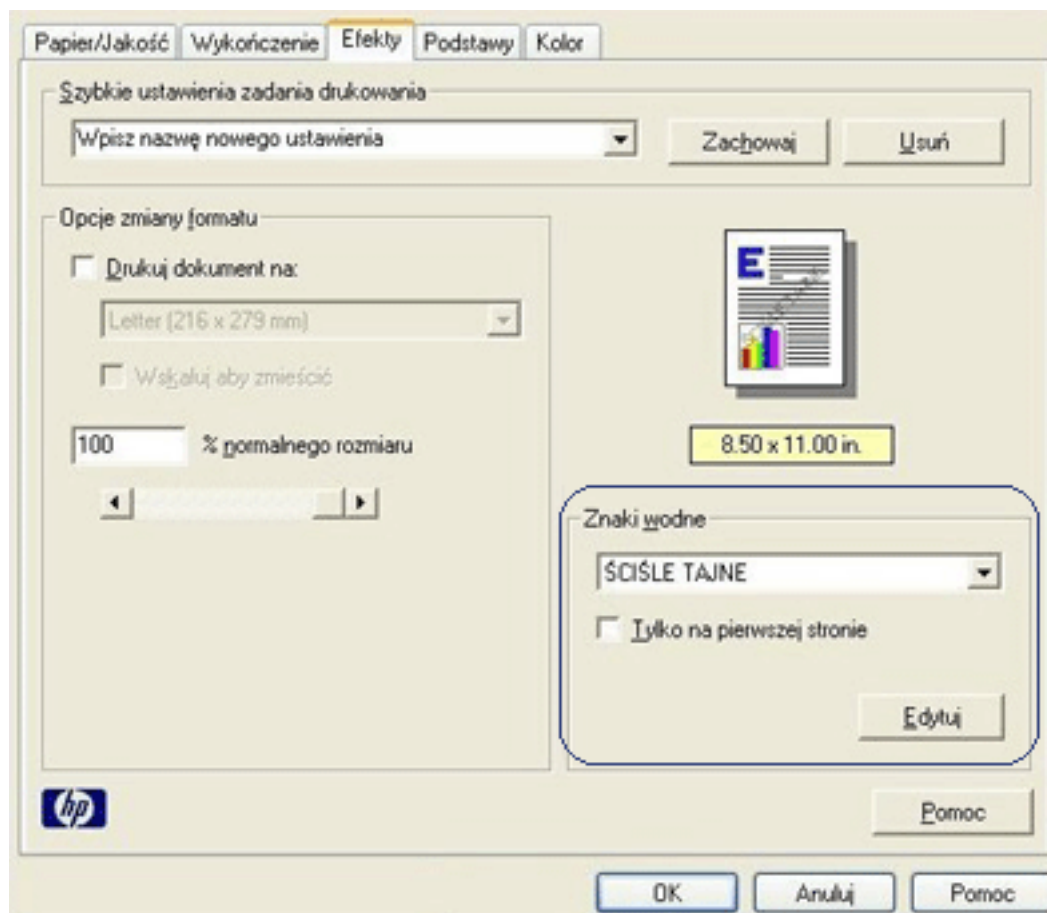 Papier/Jakość Wykończenie Efekty Podstawy Kolor
Szybkie ustawienia zadania drukowania
Wpisz nazwę nowego ustawienia Zachowaj Usuń
Opcje zmiany formatu
Drukuj dokument na:
Letter (216 x 279 mm)
Wskaluj aby zmieścić
100 % normalnego rozmiaru
E
8.50 x 11.00 in.
Znaki wodne
ŚCIŚLE TAJNE
Tylko na pierwszej stronie
Edytuj
hp
Pomoc
OK Anuluj Pomoc